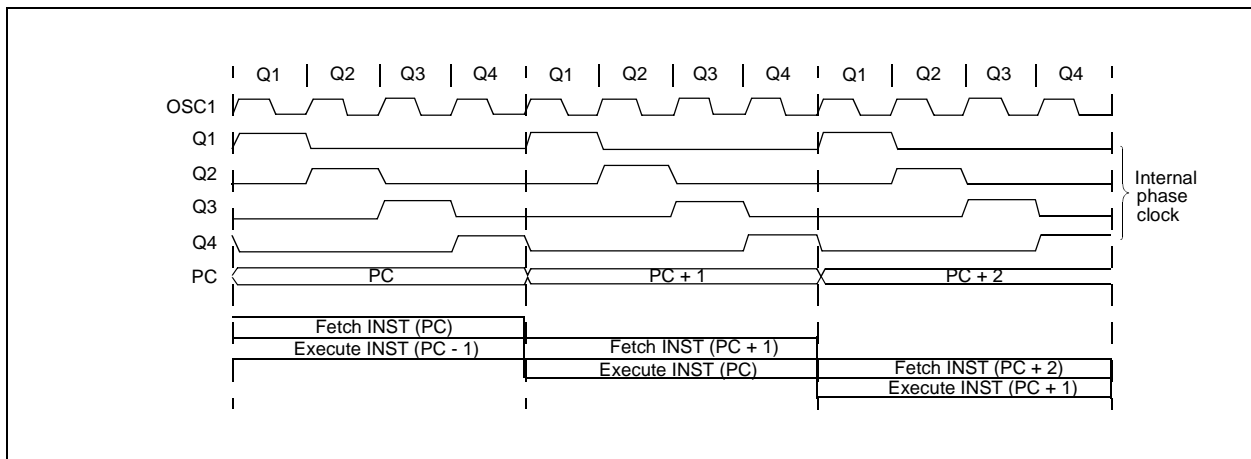 Q1 Q2 Q3 Q4 Q1 Q2 Q3 Q4 Q1 Q2 Q3 Q4
OSC1
Q1
Q2
Q3
Q4
PC
Internal
phase
clock
PC PC + 1 PC + 2
Fetch INST (PC)
Execute INST (PC - 1) Fetch INST (PC + 1)
Execute INST (PC) Fetch INST (PC + 2)
Execute INST (PC + 1)